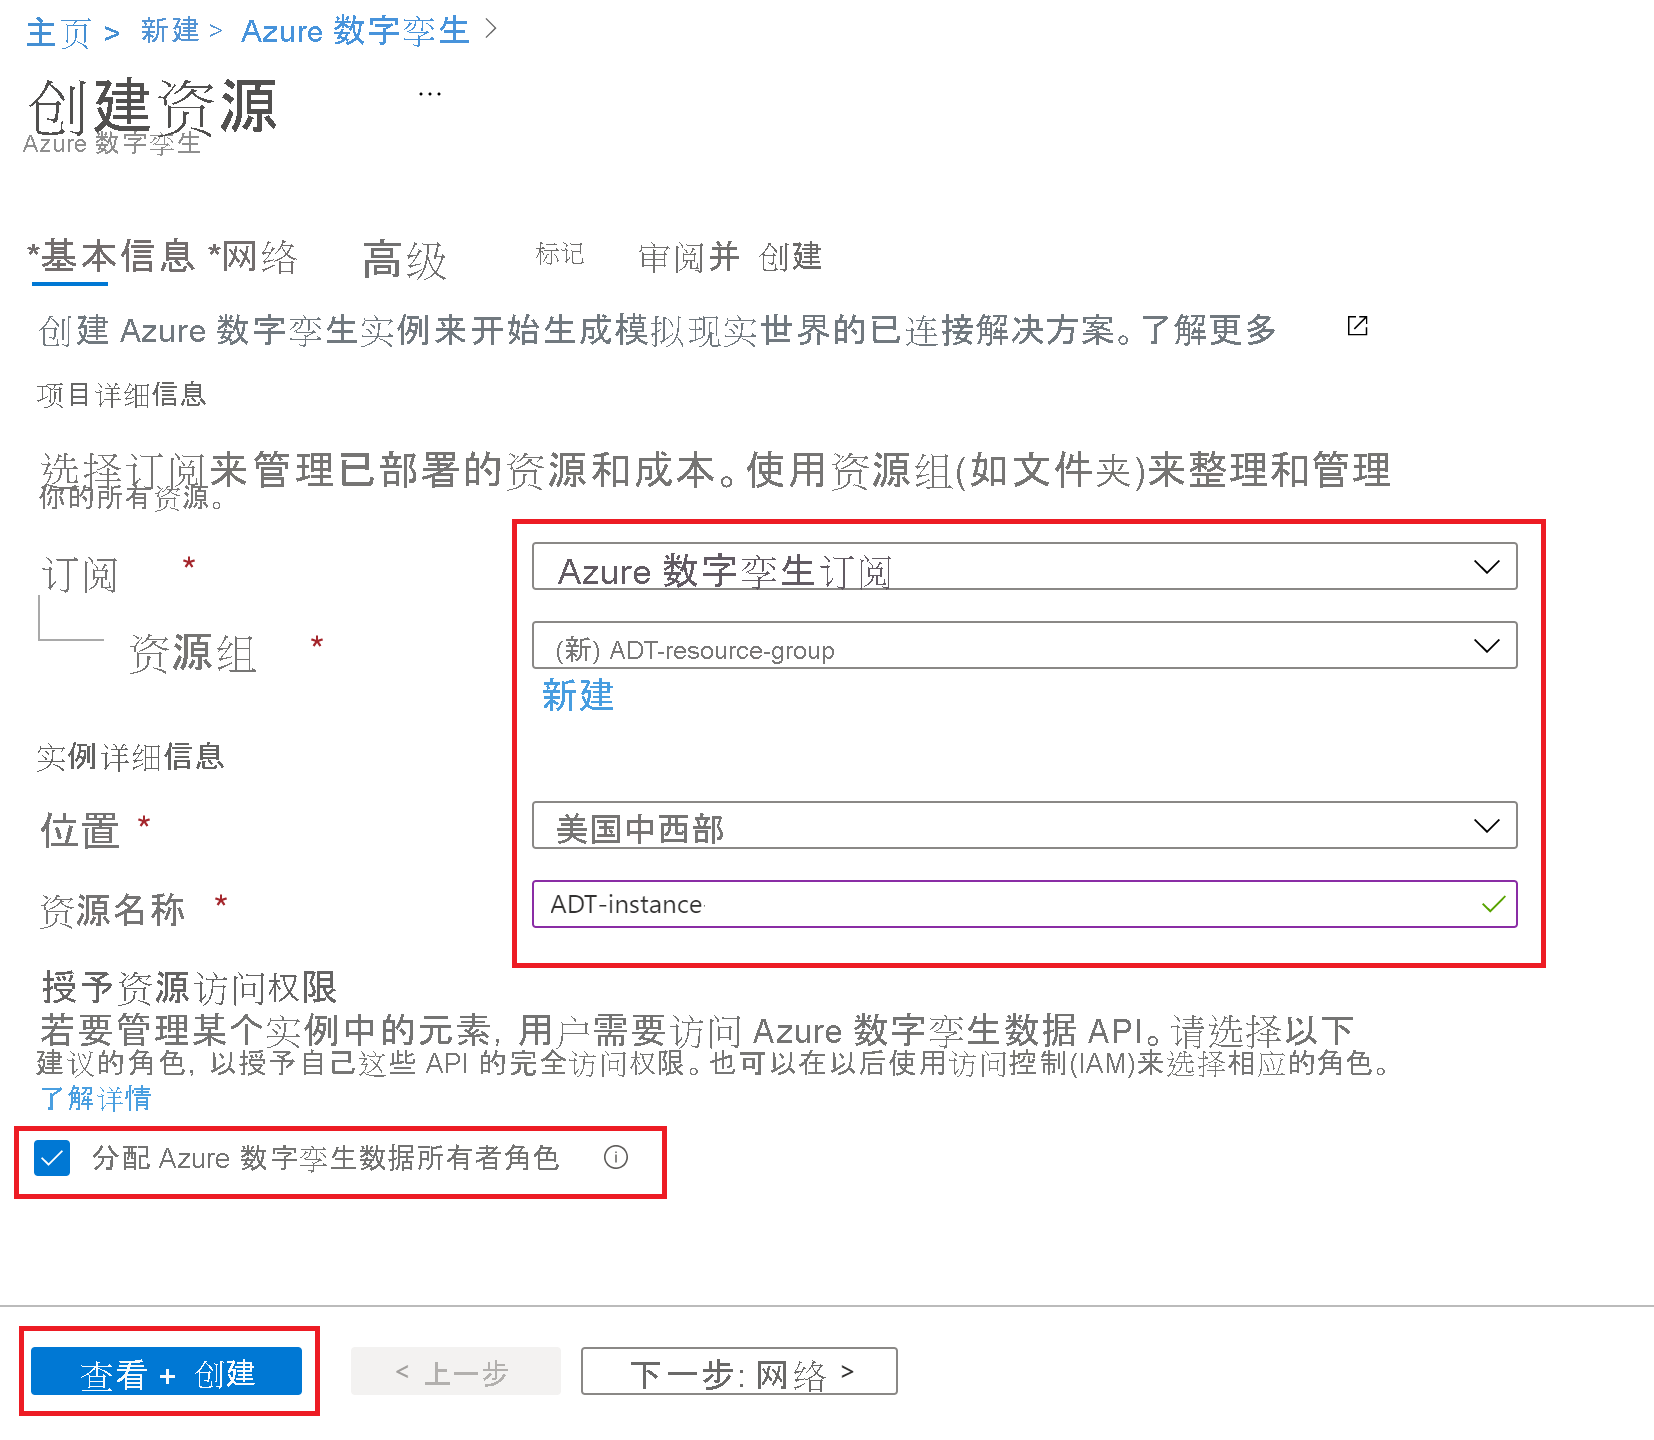 主页 > 新建 > Azure 数字孪生 >
创建资源 ...
Azure 数字孪生
*基本信息 *网络 高级 标记 审阅并 创建
创建 Azure 数字孪生实例来开始生成模拟现实世界的已连接解决方案。了解更多
项目详细信息
选择订阅来管理已部署的资源和成本。使用资源组(如文件夹)来整理和管理
你的所有资源。
订阅 * Azure 数字孪生订阅
资源组 * (新) ADT-resource-group
新建
实例详细信息
位置 * 美国中西部
资源名称 * ADT-instance
授予资源访问权限
若要管理某个实例中的元素, 用户需要访问 Azure 数字孪生数据 API。请选择以下
建议的角色, 以授予自己这些 API 的完全访问权限。也可以在以后使用访问控制(IAM)来选择相应的角色。
了解详情
分配 Azure 数字孪生数据所有者角色
查看 + 创建 < 上一步 下一步: 网络 >